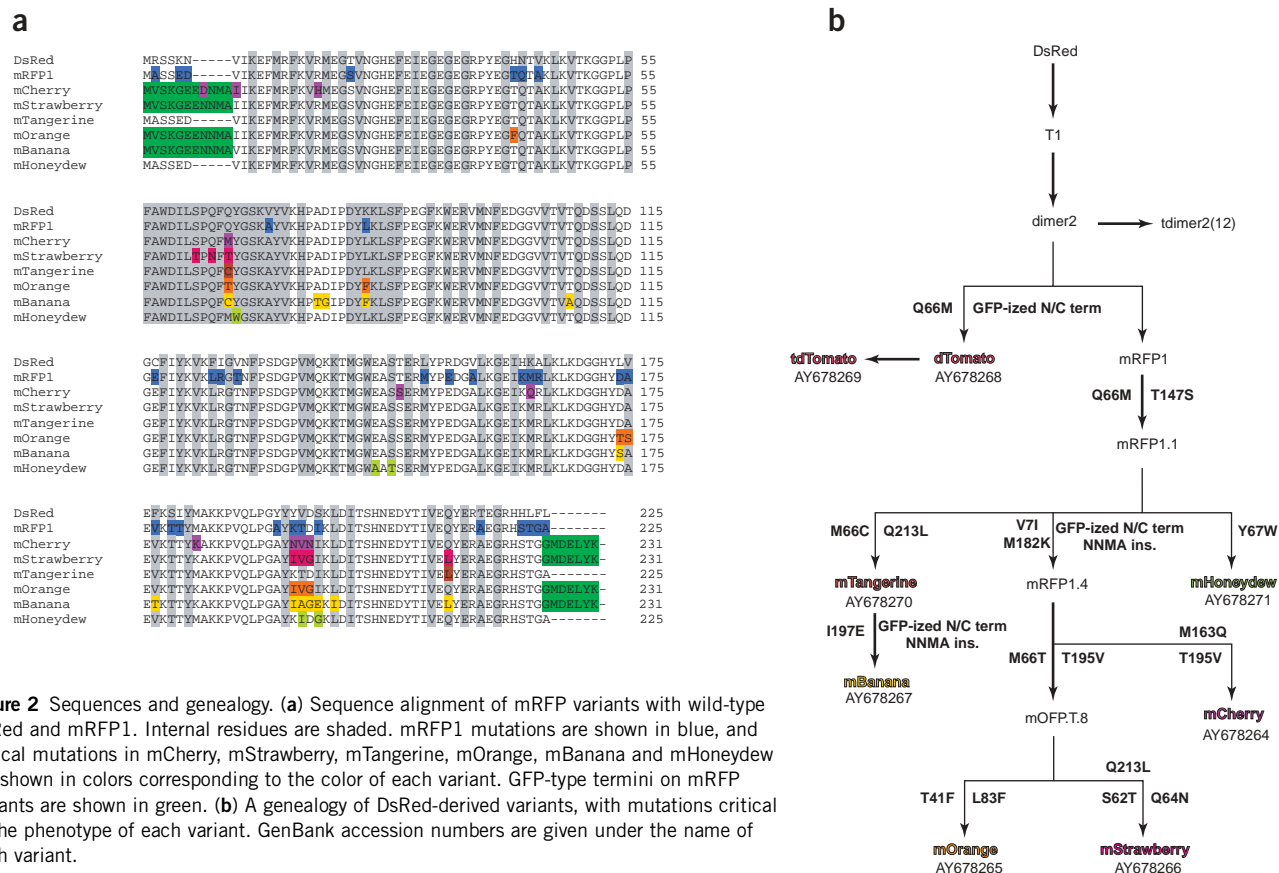 a
DsRed MRSSKN-----VIKEFMRFKVRMEGTVNGHEFEIEGEGEGRPYEGHNTVKLKVTKGGPLP 55
mRFP1 MASSED-----VIKEFMRFKVRMEGSVNGHEFEIEGEGEGRPYEGTQTAKLKVTKGGPLP 55
mCherry MVSKGEEDNMAIIKEFMRFKVHMEGSVNGHEFEIEGEGEGRPYEGTQTAKLKVTKGGPLP 55
mStrawberry MVSKGEENNMAIIKEFMRFKVRMEGSVNGHEFEIEGEGEGRPYEGTQTAKLKVTKGGPLP 55
mTangerine MASSED-----VIKEFMRFKVRMEGSVNGHEFEIEGEGEGRPYEGTQTAKLKVTKGGPLP 55
mOrange MVSKGEENNMAIIKEFMRFKVRMEGSVNGHEFEIEGEGEGRPYEGFQTAKLKVTKGGPLP 55
mBanana MVSKGEENNMAVIKEFMRFKVRMEGSVNGHEFEIEGEGEGRPYEGTQTAKLKVTKGGPLP 55
mHoneydew MASSED-----VIKEFMRFKVRMEGSVNGHEFEIEGEGEGRPYEGTQTAKLKVTKGGPLP 55
DsRed FAWDILSPQFQYGSKVYVKHPADIPDYKKLSFPEGFKWERVMNFEDGGVVTVTQDSSLQD 115
mRFP1 FAWDILSPQFQYGSKAYVKHPADIPDYLKLSFPEGFKWERVMNFEDGGVVTVTQDSSLQD 115
mCherry FAWDILSPQFMYGSKAYVKHPADIPDYLKLSFPEGFKWERVMNFEDGGVVTVTQDSSLQD 115
mStrawberry FAWDILTPNFTYGSKAYVKHPADIPDYLKLSFPEGFKWERVMNFEDGGVVTVTQDSSLQD 115
mTangerine FAWDILSPQFCYGSKAYVKHPADIPDYLKLSFPEGFKWERVMNFEDGGVVTVTQDSSLQD 115
mOrange FAWDILSPQFTYGSKAYVKHPADIPDYFKLSFPEGFKWERVMNFEDGGVVTVTQDSSLQD 115
mBanana FAWDILSPQFCYGSKAYVKHPTGIPDYFKLSFPEGFKWERVMNFEDGGVVTVAQDSSLQD 115
mHoneydew FAWDILSPQFMWGSKAYVKHPADIPDYLKLSFPEGFKWERVMNFEDGGVVTVTQDSSLQD 115
DsRed GCFIYKVKFIGVNFPSDGPVMQKKTMGWEASTERLYPRDGVLKGEIHKALKLKDGGHYLV 175
mRFP1 GEFIYKVKLRGTNFPSDGPVMQKKTMGWEASTERMYPEDGALKGEIKMRLKLKDGGHYDA 175
mCherry GEFIYKVKLRGTNFPSDGPVMQKKTMGWEASSERMYPEDGALKGEIKQRLKLKDGGHYDA 175
mStrawberry GEFIYKVKLRGTNFPSDGPVMQKKTMGWEASSERMYPEDGALKGEIKMRLKLKDGGHYDA 175
mTangerine GEFIYKVKLRGTNFPSDGPVMQKKTMGWEASSERMYPEDGALKGEIKMRLKLKDGGHYDA 175
mOrange GEFIYKVKLRGTNFPSDGPVMQKKTMGWEASSERMYPEDGALKGEIKMRLKLKDGGHYTS 175
mBanana GEFIYKVKLRGTNFPSDGPVMQKKTMGWEASSERMYPEDGALKGEIKMRLKLKDGGHYSA 175
mHoneydew GEFIYKVKLRGTNFPSDGPVMQKKTMGWAATSERMYPEDGALKGEIKMRLKLKDGGHYDA 175
DsRed EFKSIYMAKKPVQLPGYYYVDSKLDITSHNEDYTIVEQYERTEGRHHLFL------- 225
mRFP1 EVKTTYMAKKPVQLPGAYKTDIKLDITSHNEDYTIVEQYERAEGRHSTGA------- 225
mCherry EVKTTYKAKKPVQLPGAYNVNIKLDITSHNEDYTIVEQYERAEGRHSTGGMDELYK- 231
mStrawberry EVKTTYKAKKPVQLPGAYIVGIKLDITSHNEDYTIVELYERAEGRHSTGGMDELYK- 231
mTangerine EVKTTYMAKKPVQLPGAYKTDIKLDITSHNEDYTIVELYERAEGRHSTGA------- 225
mOrange EVKTTYKAKKPVQLPGAYIVGIKLDITSHNEDYTIVEQYERAEGRHSTGGMDELYK- 231
mBanana ETKTTYKAKKPVQLPGAYIAGEKIDITSHNEDYTIVELYERAEGRHSTGGMDELYK- 231
mHoneydew EVKTTYMAKKPVQLPGAYKIDGKLDITSHNEDYTIVEQYERAEGRHSTGA------- 225
ure 2 Sequences and genealogy. (a) Sequence alignment of mRFP variants with wild-type
Red and mRFP1. Internal residues are shaded. mRFP1 mutations are shown in blue, and
ical mutations in mCherry, mStrawberry, mTangerine, mOrange, mBanana and mHoneydew
shown in colors corresponding to the color of each variant. GFP-type termini on mRFP
iants are shown in green. (b) A genealogy of DsRed-derived variants, with mutations critical
the phenotype of each variant. GenBank accession numbers are given under the name of
h variant.
b
DsRed
T1
dimer2
tdimer2(12)
Q66M
GFP-ized N/C term
tdTomato
AY678269
dTomato
AY678268
mRFP1
Q66M T147S
mRFP1.1
M66C Q213L
V7I
M182K
GFP-ized N/C term
NNMA ins.
Y67W
mTangerine
AY678270
mRFP1.4
mHoneydew
AY678271
I197E
GFP-ized N/C term
NNMA ins.
M163Q
M66T T195V
T195V
mBanana
AY678267
mOFP.T.8
mCherry
AY678264
Q213L
T41F L83F
S62T Q64N
mOrange
AY678265
mStrawberry
AY678266